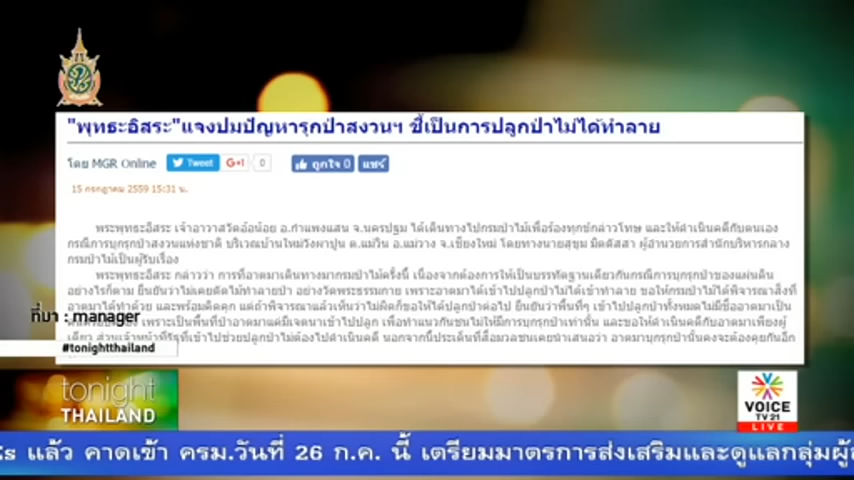 "พุทธะอิสระ"แจงปมปัญหารุกป่าสงวนฯ ชี้เป็นการปลูกป่าไม่ได้ทำลาย
โดย MGR Online Tweet G+1 0 ถูกใจ 0 แชร์
15 กรกฎาคม 2559 15:31 น.
พระพุทธะอิสระ เจ้าอาวาสวัดอ้อน้อย อ.กำแพงแสน จ.นครปฐม ได้เดินทางไปกรมป่าไม้เพื่อร้องทุกข์กล่าวโทษ และให้ดำเนินคดีกับตนเอง
กรณีการบุกรุกป่าสงวนแห่งชาติ บริเวณบ้านใหม่วังผาปูน ต.แม่วิน อ.แม่วาง จ.เชียงใหม่ โดยทางนายสุขุม มิตตัสสา ผู้อำนวยการสำนักบริหารกลาง
กรมป่าไม้เป็นผู้รับเรื่อง
พระพุทธะอิสระ กล่าวว่า การที่อาตมาเดินทางมากรมป่าไม้ครั้งนี้ เนื่องจากต้องการให้เป็นบรรทัดฐานเดียวกันกรณีการบุกรุกป่าของแผ่นดิน
อย่างไรก็ตาม ยืนยันว่าไม่เคยตัดไม้ทำลายป่า อย่างวัดพระธรรมกาย เพราะอาตมาได้เข้าไปปลูกป่าไม่ได้เข้าทำลาย ขอให้กรมป่าไม้ได้พิจารณาสิ่งที่
อาตมาได้ทำด้วย และพร้อมติดคุก แต่ถ้าพิจารณาแล้วเห็นว่าไม่ผิดก็ขอให้ได้ปลูกป่าต่อไป ยืนยันว่าพื้นที่ๆ เข้าไปปลูกป่าทั้งหมดไม่มีชื่ออาตมาเป็น
เพราะเป็นพื้นที่ป่าอาตมาแค่มีเจตนาเข้าไปปลูก เพื่อทำแนวกันชนไม่ให้มีการบุกรุกป่าเท่านั้น และขอให้ดำเนินคดีกับอาตมาเพียงผู้
เดียว ส่วนเจ้าหน้าที่รัฐที่เข้าไปช่วยปลูกป่าไม่ต้องไปดำเนินคดี นอกจากนี้ประเด็นที่สื่อมวลชนเคยนำเสนอว่า อาตมาบุกรุกป่านั้นคงจะต้องคุยกันอีก
ที่มา : manager
#tonightthailand
tonight
THAILAND
VOICE
TV 21
LIVE
แล้ว คาดเข้า ครม.วันที่ 26 ก.ค. นี้ เตรียมมาตรการส่งเสริมและดูแลกลุ่ม